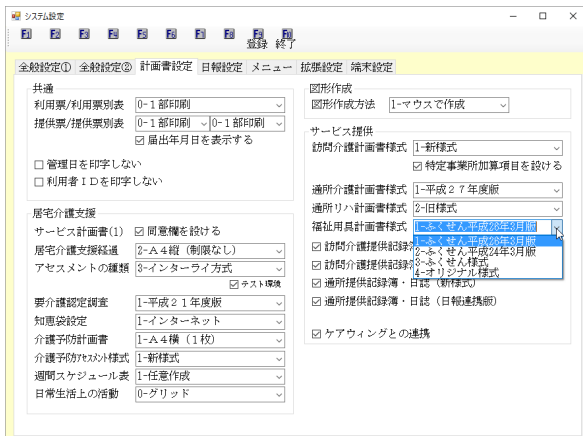 システム設定
F1 F2 F3 F4 F5 F6 F7 F8 F9 F10
登録 終了
全般設定① 全般設定② 計画書設定 日報設定 メニュー 拡張設定 端末設定
共通
利用票/利用票別表 0-1部印刷
提供票/提供票別表 0-1部印刷 0-1部印刷
届出年月日を表示する
管理日を印字しない
利用者IDを印字しない
居宅介護支援
サービス計画書(1) 同意欄を設ける
居宅介護支援経過 2-A4縦（制限なし）
アセスメントの種類 3-インターライ方式
テスト環境
要介護認定調査 1-平成21年度版
知恵袋設定 1-インターネット
介護予防計画書 1-A4横（1枚）
介護予防ｱｾｽﾒﾝﾄ様式 1-新様式
週間スケジュール表 1-任意作成
日常生活上の活動 0-グリッド
図形作成
図形作成方法 1-マウスで作成
サービス提供
訪問介護計画書様式 1-新様式
特定事業所加算項目を設ける
通所介護計画書様式 1-平成27年度版
通所リハ計画書様式 2-旧様式
福祉用具計画書様式 1-ふくせん平成26年3月版
1-ふくせん平成26年3月版
2-ふくせん平成24年3月版
3-ふくせん様式
4-オリジナル様式
訪問介護提供記録
訪問介護提供記録
通所提供記録簿・日誌（新様式）
通所提供記録簿・日誌（日報連携版）
ケアウィングとの連携